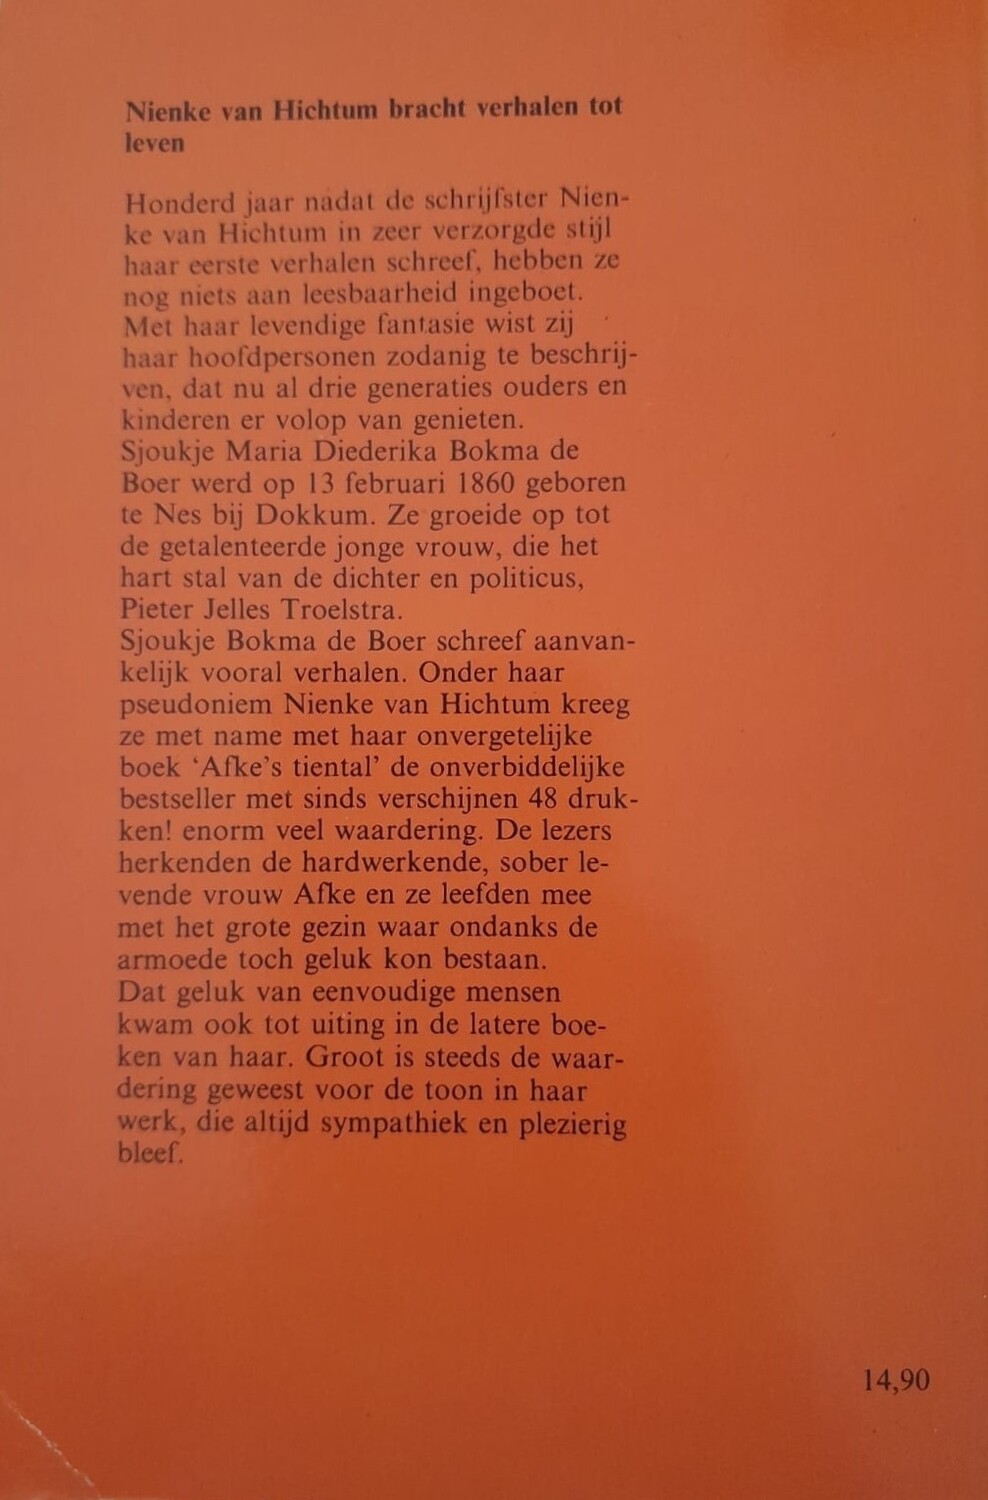 Nienke van Hichtum bracht verhalen tot
leven
Honderd jaar nadat de schrijfster Nien-
ke van Hichtum in zeer verzorgde stijl
haar eerste verhalen schreef, hebben ze
nog niets aan leesbaarheid ingeboet.
Met haar levendige fantasie wist zij
haar hoofdpersonen zodanig te beschrij-
ven, dat nu al drie generaties ouders en
kinderen er volop van genieten.
Sjoukje Maria Diederika Bokma de
Boer werd op 13 februari 1860 geboren
te Nes bij Dokkum. Ze groeide op tot
de getalenteerde jonge vrouw, die het
hart stal van de dichter en politicus,
Pieter Jelles Troelstra.
Sjoukje Bokma de Boer schreef aanvan-
kelijk vooral verhalen. Onder haar
pseudoniem Nienke van Hichtum kreeg
ze met name met haar onvergetelijke
boek ‘Afke’s tiental’ de onverbiddelijke
bestseller met sinds verschijnen 48 druk-
ken! enorm veel waardering. De lezers
herkenden de hardwerkende, sober le-
vende vrouw Afke en ze leefden mee
met het grote gezin waar ondanks de
armoede toch geluk kon bestaan.
Dat geluk van eenvoudige mensen
kwam ook tot uiting in de latere boe-
ken van haar. Groot is steeds de waar-
dering geweest voor de toon in haar
werk, die altijd sympathiek en plezierig
bleef.
14,90